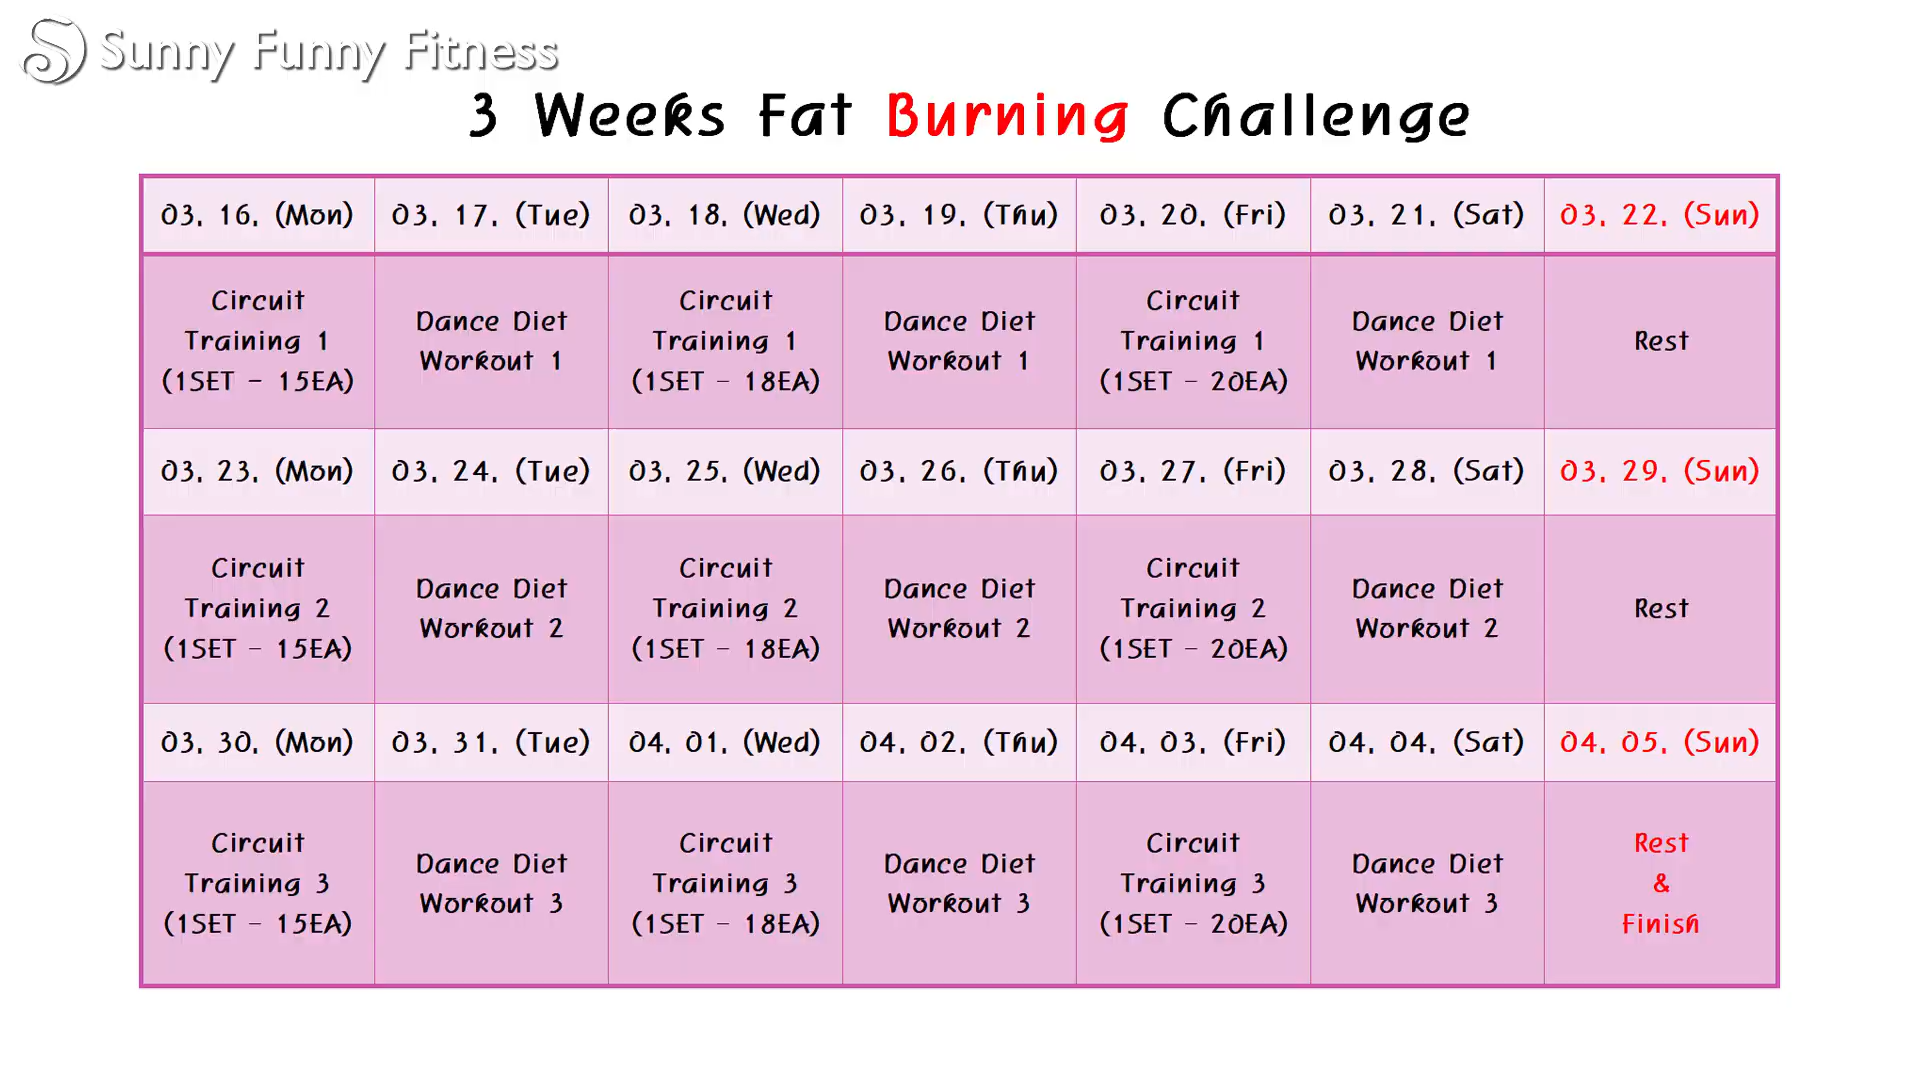 Sunny Funny Fitness
3 Weeks Fat Burning Challenge
03. 16. (Mon) 03. 17. (Tue) 03. 18. (Wed) 03. 19. (Thu) 03. 20. (Fri) 03. 21. (Sat) 03. 22. (Sun)
Circuit
Training 1
(1SET - 15EA)
Dance Diet
Workout 1
Circuit
Training 1
(1SET - 18EA)
Dance Diet
Workout 1
Circuit
Training 1
(1SET - 20EA)
Dance Diet
Workout 1
Rest
03. 23. (Mon) 03. 24. (Tue) 03. 25. (Wed) 03. 26. (Thu) 03. 27. (Fri) 03. 28. (Sat) 03. 29. (Sun)
Circuit
Training 2
(1SET - 15EA)
Dance Diet
Workout 2
Circuit
Training 2
(1SET - 18EA)
Dance Diet
Workout 2
Circuit
Training 2
(1SET - 20EA)
Dance Diet
Workout 2
Rest
03. 30. (Mon) 03. 31. (Tue) 04. 01. (Wed) 04. 02. (Thu) 04. 03. (Fri) 04. 04. (Sat) 04. 05. (Sun)
Circuit
Training 3
(1SET - 15EA)
Dance Diet
Workout 3
Circuit
Training 3
(1SET - 18EA)
Dance Diet
Workout 3
Circuit
Training 3
(1SET - 20EA)
Dance Diet
Workout 3
Rest
&
Finish